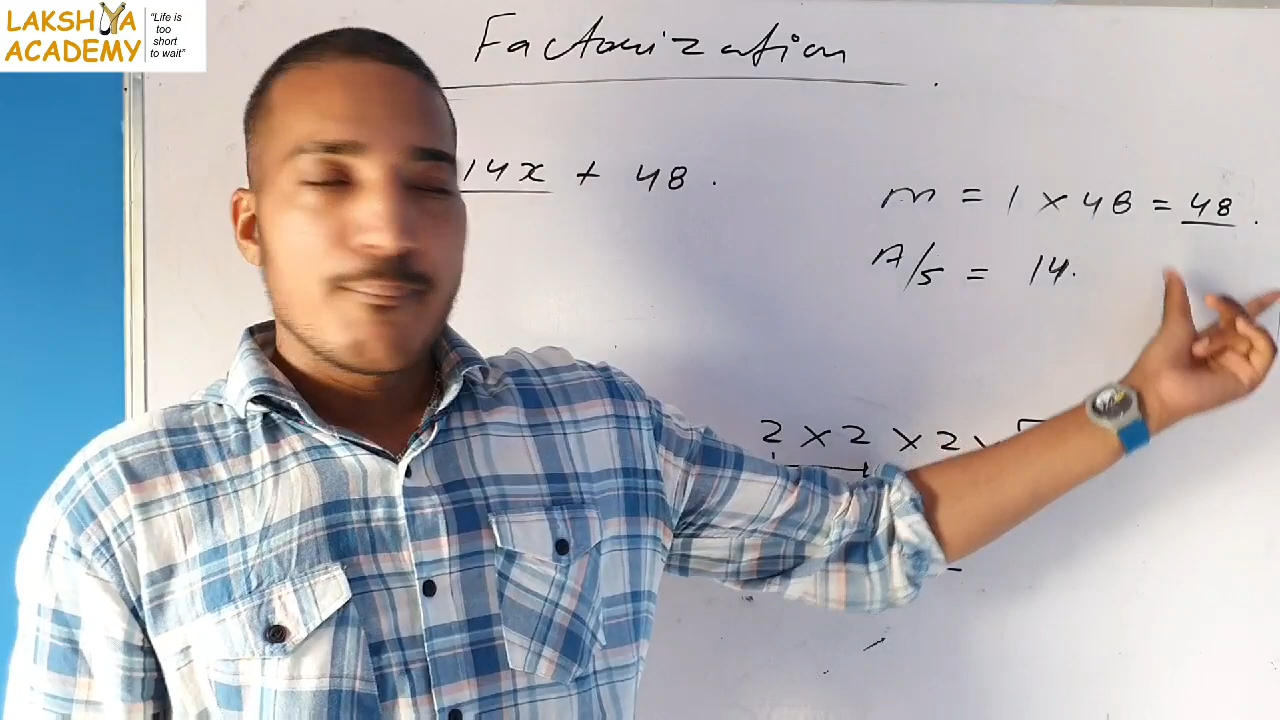 LAKSHYA
ACADEMY
"Life is
too
short
to wait"
Factorization
14x + 48.
m = 1 × 48 = 48.
A/s = 14.
2 × 2 × 2 ×